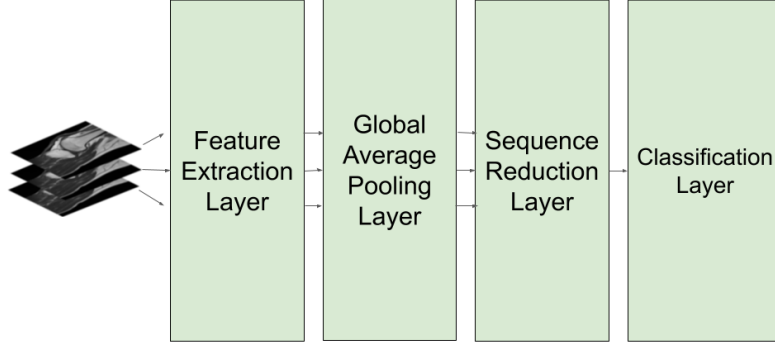 Feature
Extraction
Layer
Global
Average
Pooling
Layer
Sequence
Reduction
Layer
Classification
Layer